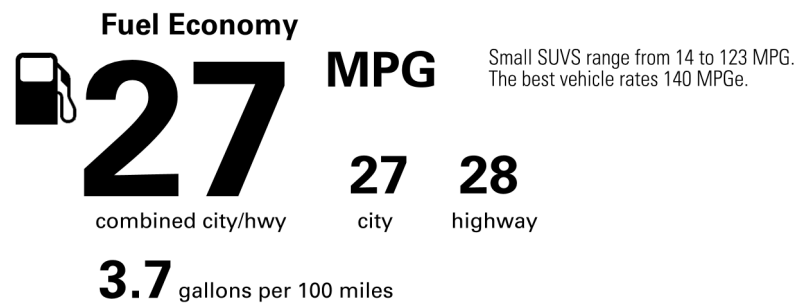 Fuel Economy
27
MPG
Small SUVS range from 14 to 123 MPG.
The best vehicle rates 140 MPGe.
combined city/hwy
27
city
28
highway
3.7 gallons per 100 miles